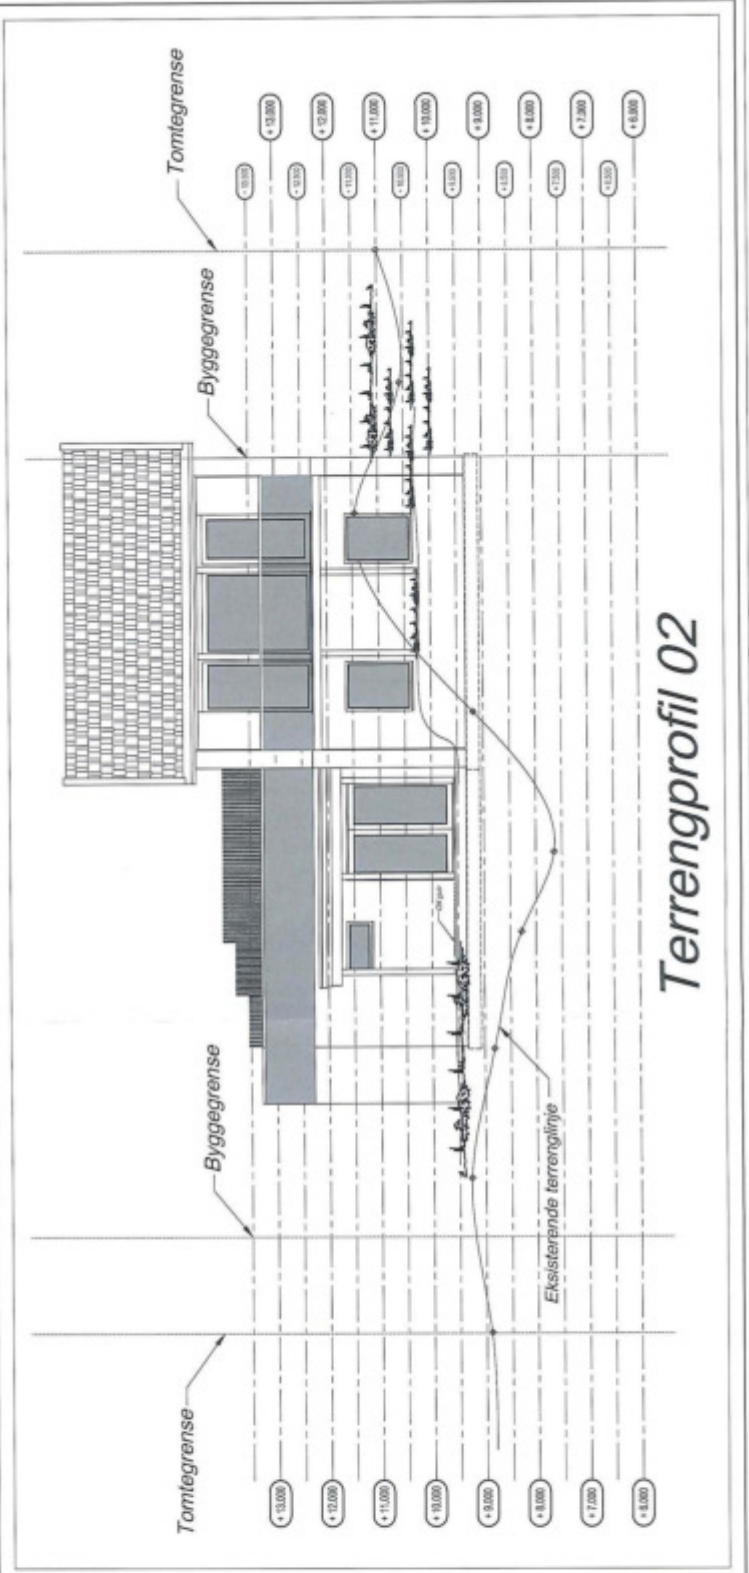 Tomtegrense
Byggegrense
Byggegrense
Tomtegrense
+ 13.000
+ 12.000
+ 11.000
+ 10.000
+ 9.000
+ 8.000
+ 7.000
+ 6.000
+ 13.000
+ 12.000
+ 11.000
+ 10.000
+ 9.000
+ 8.000
+ 7.000
+ 6.000
Eksisterende terrenglinje
Terrengprofil 02